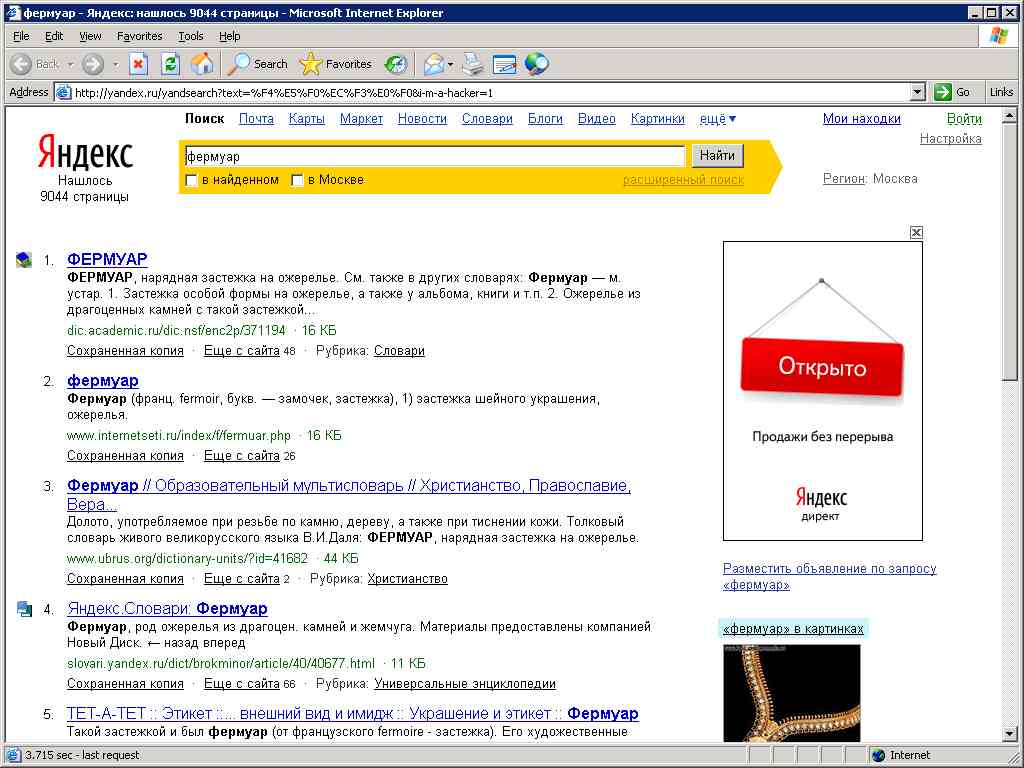 фермуар - Яндекс: нашлось 9044 страницы - Microsoft Internet Explorer
File Edit View Favorites Tools Help
Back Search Favorites
Address http://yandex.ru/yandsearch?text=%F4%E5%F0%EC%F3%E0%F0&i-m-a-hacker=1 Go Links
Поиск Почта Карты Маркет Новости Словари Блоги Видео Картинки ещё▼ Мои находки Войти
Настройка
Яндекс
фермуар Найти
Нашлось
9044 страницы
в найденном в Москве расширенный поиск
Регион: Москва
1. ФЕРМУАР
ФЕРМУАР, нарядная застежка на ожерелье. См. также в других словарях: Фермуар — м.
устар. 1. Застежка особой формы на ожерелье, а также у альбома, книги и т.п. 2. Ожерелье из
драгоценных камней с такой застежкой...
dic.academic.ru/dic.nsf/enc2p/371194 · 16 КБ
Сохраненная копия · Еще с сайта 48 · Рубрика: Словари
2. фермуар
Фермуар (франц. fermoir, букв. — замочек, застежка), 1) застежка шейного украшения,
ожерелья.
www.internetseti.ru/index/f/fermuar.php · 16 КБ
Сохраненная копия · Еще с сайта 26
3. Фермуар // Образовательный мультисловарь // Христианство, Православие,
Вера...
Долото, употребляемое при резьбе по камню, дереву, а также при тиснении кожи. Толковый
словарь живого великорусского языка В.И.Даля: ФЕРМУАР, нарядная застежка на ожерелье.
www.ubrus.org/dictionary-units/?id=41682 · 44 КБ
Сохраненная копия · Еще с сайта 2 · Рубрика: Христианство
4. Яндекс.Словари: Фермуар
Фермуар, род ожерелья из драгоцен. камней и жемчуга. Материалы предоставлены компанией
Новый Диск. ← назад вперед
slovari.yandex.ru/dict/brokminor/article/40/40677.html · 11 КБ
Сохраненная копия · Еще с сайта 66 · Рубрика: Универсальные энциклопедии
5. ТЕТ-А-ТЕТ :: Этикет ::... внешний вид и имидж :: Украшение и этикет :: Фермуар
Такой застежкой и был фермуар (от французского fermoire - застежка). Его художественные
Открыто
Продажи без перерыва
Яндекс
директ
Разместить объявление по запросу
«фермуар»
«фермуар» в картинках
3.715 sec - last request Internet